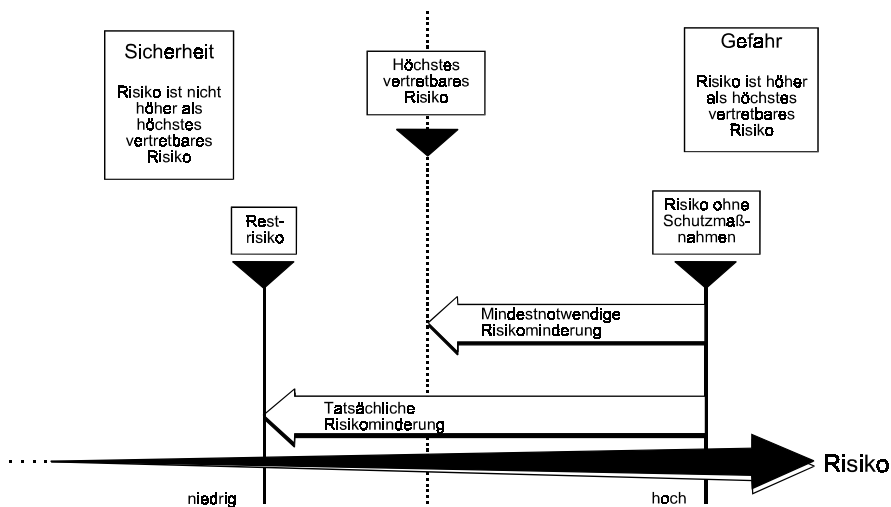 Sicherheit
Risiko ist nicht
höher als
höchstes
vertretbares
Risiko
Höchstes
vertretbares
Risiko
Gefahr
Risiko ist höher
als höchstes
vertretbares
Risiko
Rest-
risiko
Risiko ohne
Schutzmaß-
nahmen
Mindestnotwendige
Risikominderung
Tatsächliche
Risikominderung
Risiko
niedrig
hoch